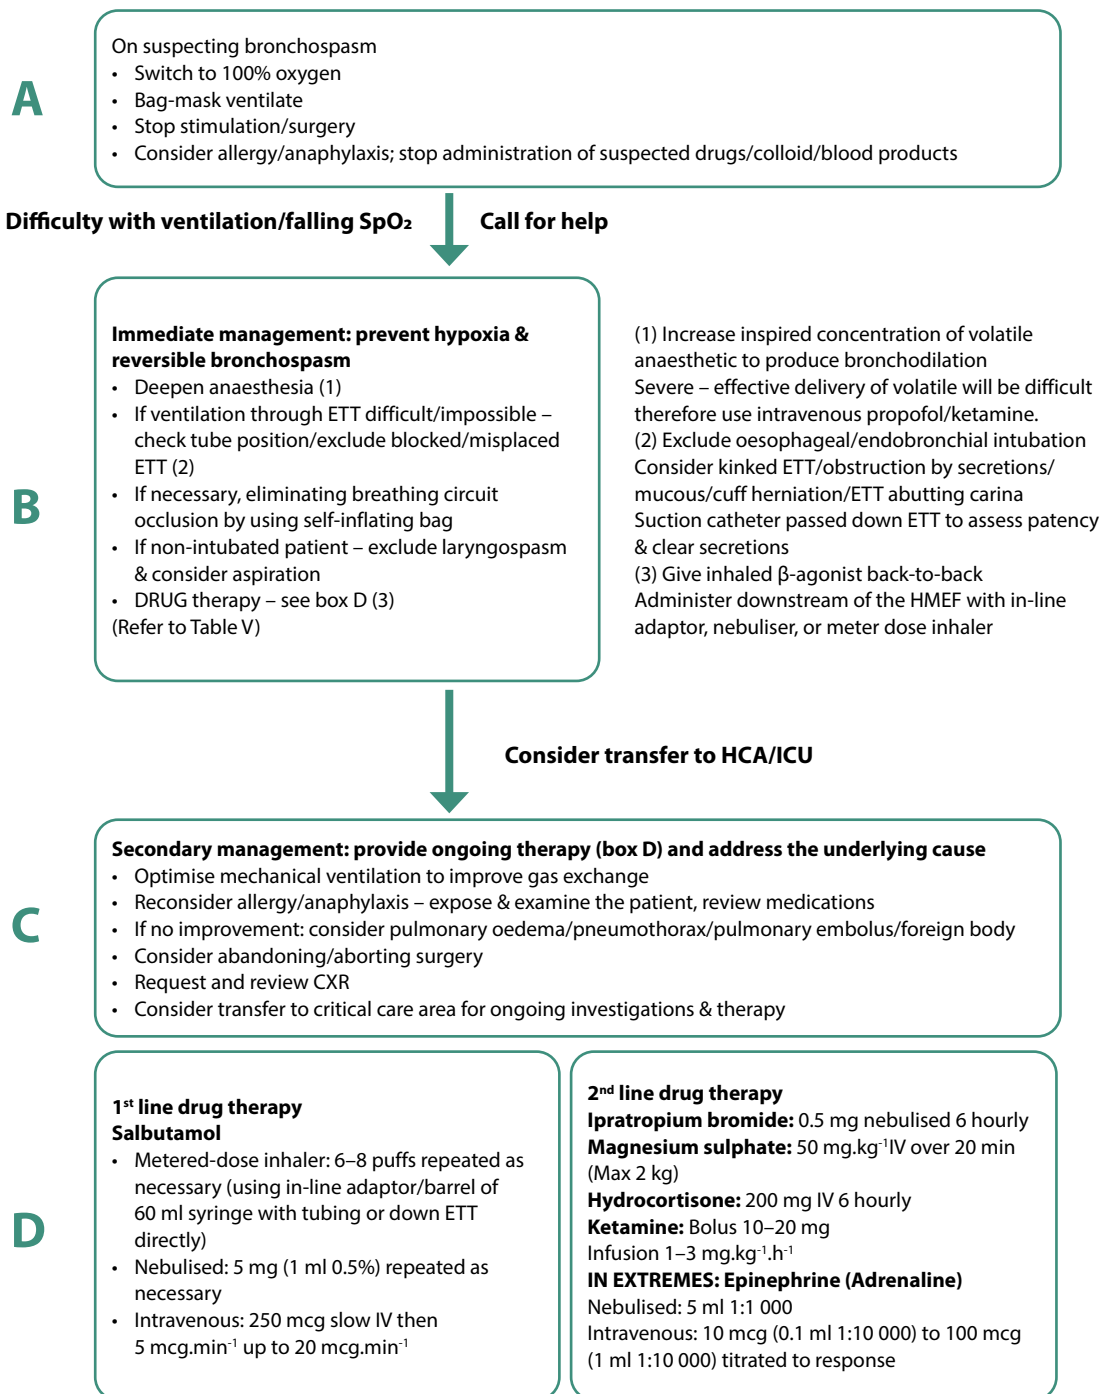 A
On suspecting bronchospasm
• Switch to 100% oxygen
• Bag-mask ventilate
• Stop stimulation/surgery
• Consider allergy/anaphylaxis; stop administration of suspected drugs/colloid/blood products
Difficulty with ventilation/falling SpO₂
Call for help
B
Immediate management: prevent hypoxia &
reversible bronchospasm
• Deepen anaesthesia (1)
• If ventilation through ETT difficult/impossible –
check tube position/exclude blocked/misplaced
ETT (2)
• If necessary, eliminating breathing circuit
occlusion by using self-inflating bag
• If non-intubated patient – exclude laryngospasm
& consider aspiration
• DRUG therapy – see box D (3)
(Refer to Table V)
(1) Increase inspired concentration of volatile
anaesthetic to produce bronchodilation
Severe – effective delivery of volatile will be difficult
therefore use intravenous propofol/ketamine.
(2) Exclude oesophageal/endobronchial intubation
Consider kinked ETT/obstruction by secretions/
mucous/cuff herniation/ETT abutting carina
Suction catheter passed down ETT to assess patency
& clear secretions
(3) Give inhaled β-agonist back-to-back
Administer downstream of the HMEF with in-line
adaptor, nebuliser, or meter dose inhaler
Consider transfer to HCA/ICU
C
Secondary management: provide ongoing therapy (box D) and address the underlying cause
• Optimise mechanical ventilation to improve gas exchange
• Reconsider allergy/anaphylaxis – expose & examine the patient, review medications
• If no improvement: consider pulmonary oedema/pneumothorax/pulmonary embolus/foreign body
• Consider abandoning/aborting surgery
• Request and review CXR
• Consider transfer to critical care area for ongoing investigations & therapy
D
1st line drug therapy
Salbutamol
• Metered-dose inhaler: 6–8 puffs repeated as
necessary (using in-line adaptor/barrel of
60 ml syringe with tubing or down ETT
directly)
• Nebulised: 5 mg (1 ml 0.5%) repeated as
necessary
• Intravenous: 250 mcg slow IV then
5 mcg.min⁻¹ up to 20 mcg.min⁻¹
2nd line drug therapy
Ipratropium bromide: 0.5 mg nebulised 6 hourly
Magnesium sulphate: 50 mg.kg⁻¹IV over 20 min
(Max 2 kg)
Hydrocortisone: 200 mg IV 6 hourly
Ketamine: Bolus 10–20 mg
Infusion 1–3 mg.kg⁻¹.h⁻¹
IN EXTREMES: Epinephrine (Adrenaline)
Nebulised: 5 ml 1:1 000
Intravenous: 10 mcg (0.1 ml 1:10 000) to 100 mcg
(1 ml 1:10 000) titrated to response